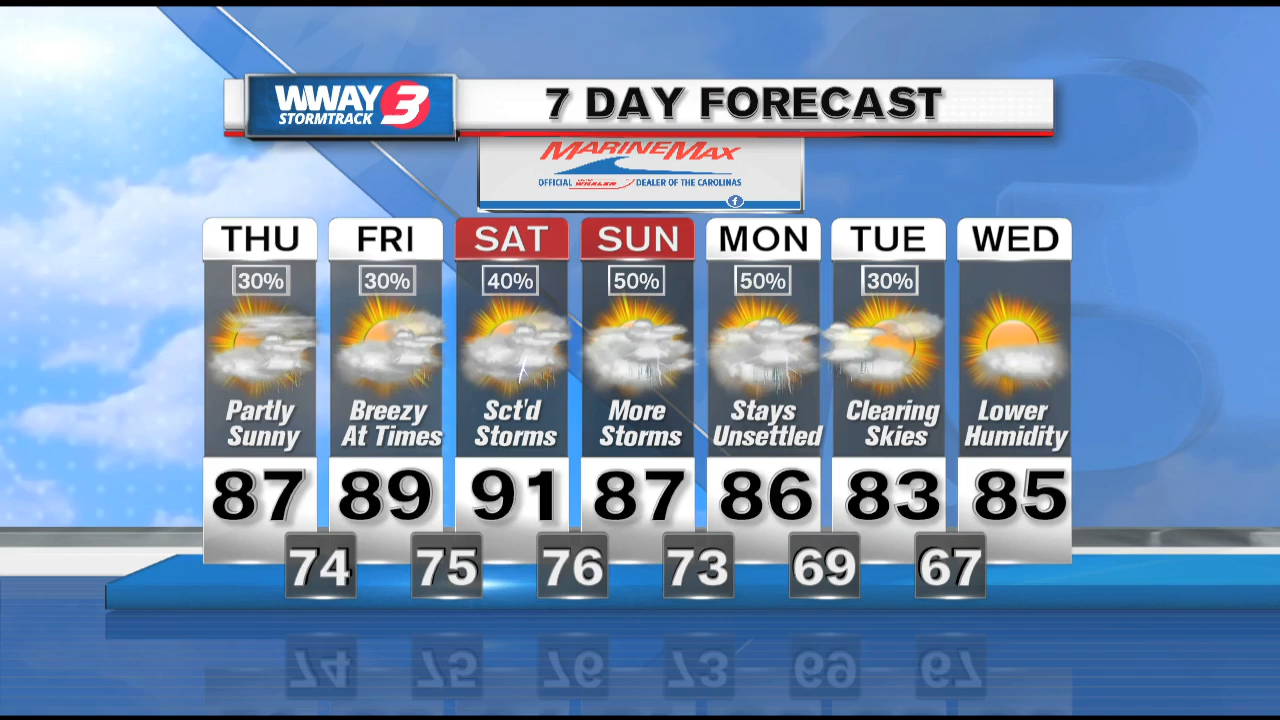 WWAY 3
STORMTRACK
7 DAY FORECAST
MARINEMAX
OFFICIAL WHALER DEALER OF THE CAROLINAS
f
THU FRI SAT SUN MON TUE WED
30% 30% 40% 50% 50% 30%
Partly Breezy Sct'd More Stays Clearing Lower
Sunny At Times Storms Storms Unsettled Skies Humidity
87 89 91 87 86 83 85
74 75 76 73 69 67